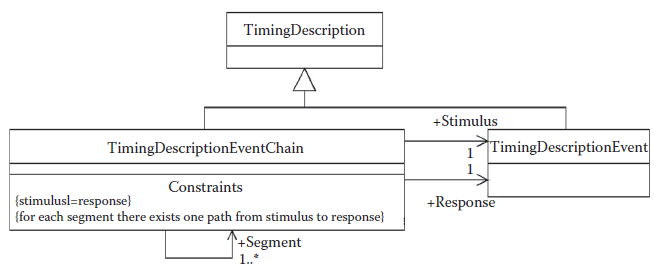 TimingDescription
+Stimulus
TimingDescriptionEventChain
1
TimingDescriptionEvent
1
Constraints
{stimulusl=response}
{for each segment there exists one path from stimulus to response}
+Response
+Segment
1..*